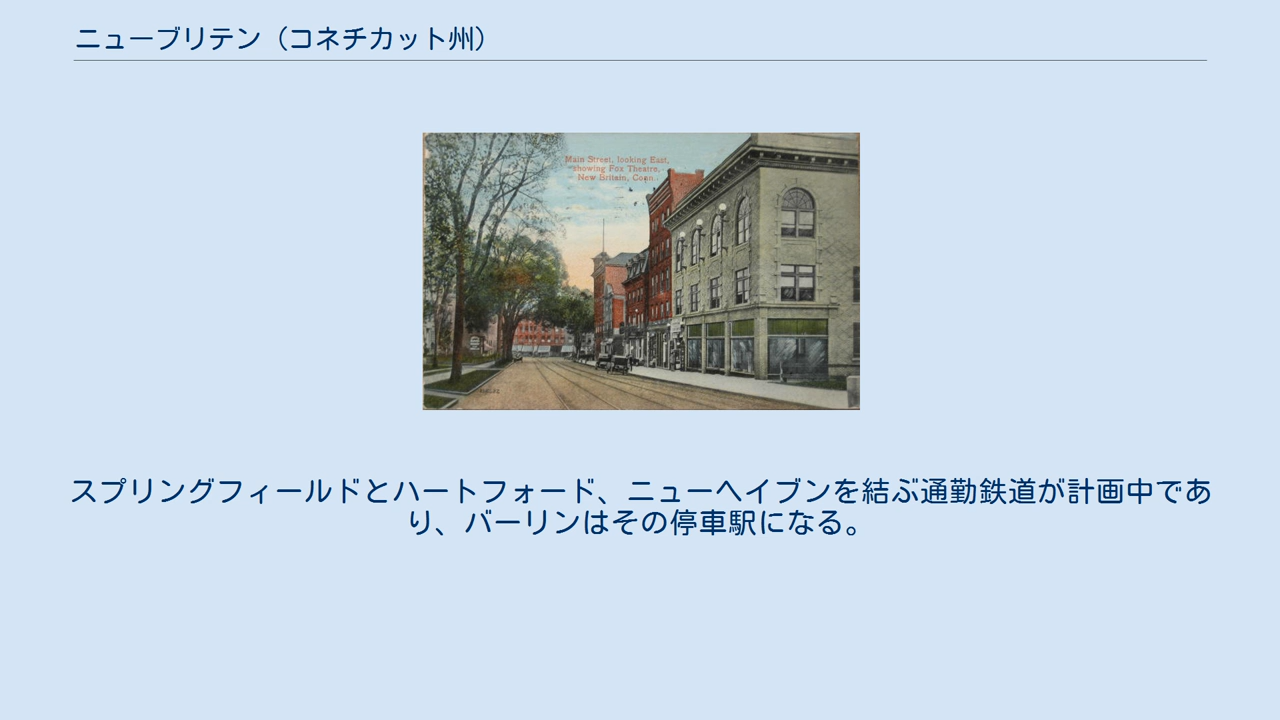 ニューブリテン（コネチカット州）
Main Street, looking East,
showing Fox Theatre,
New Britain, Conn.
スプリングフィールドとハートフォード、ニューヘイブンを結ぶ通勤鉄道が計画中であ
り、バーリンはその停車駅になる。